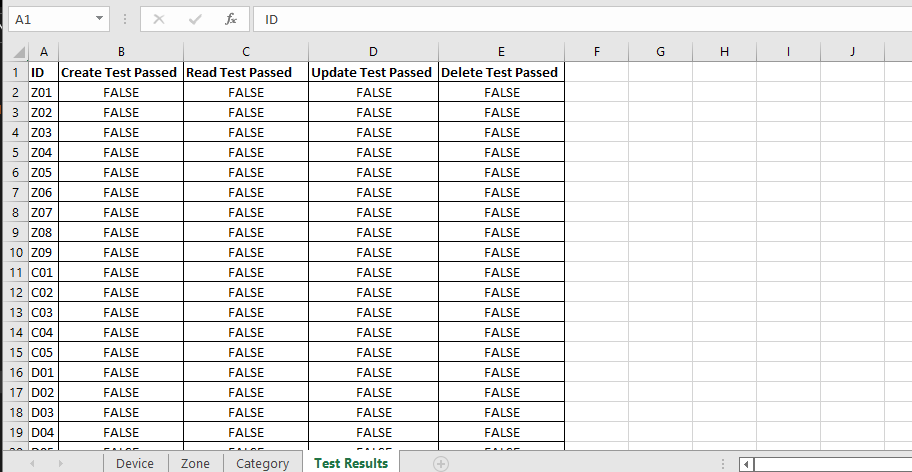 A1 fx ID
A B C D E F G H I J
1 ID Create Test Passed Read Test Passed Update Test Passed Delete Test Passed
2 Z01 FALSE FALSE FALSE FALSE
3 Z02 FALSE FALSE FALSE FALSE
4 Z03 FALSE FALSE FALSE FALSE
5 Z04 FALSE FALSE FALSE FALSE
6 Z05 FALSE FALSE FALSE FALSE
7 Z06 FALSE FALSE FALSE FALSE
8 Z07 FALSE FALSE FALSE FALSE
9 Z08 FALSE FALSE FALSE FALSE
10 Z09 FALSE FALSE FALSE FALSE
11 C01 FALSE FALSE FALSE FALSE
12 C02 FALSE FALSE FALSE FALSE
13 C03 FALSE FALSE FALSE FALSE
14 C04 FALSE FALSE FALSE FALSE
15 C05 FALSE FALSE FALSE FALSE
16 D01 FALSE FALSE FALSE FALSE
17 D02 FALSE FALSE FALSE FALSE
18 D03 FALSE FALSE FALSE FALSE
19 D04 FALSE FALSE FALSE FALSE
Device Zone Category Test Results